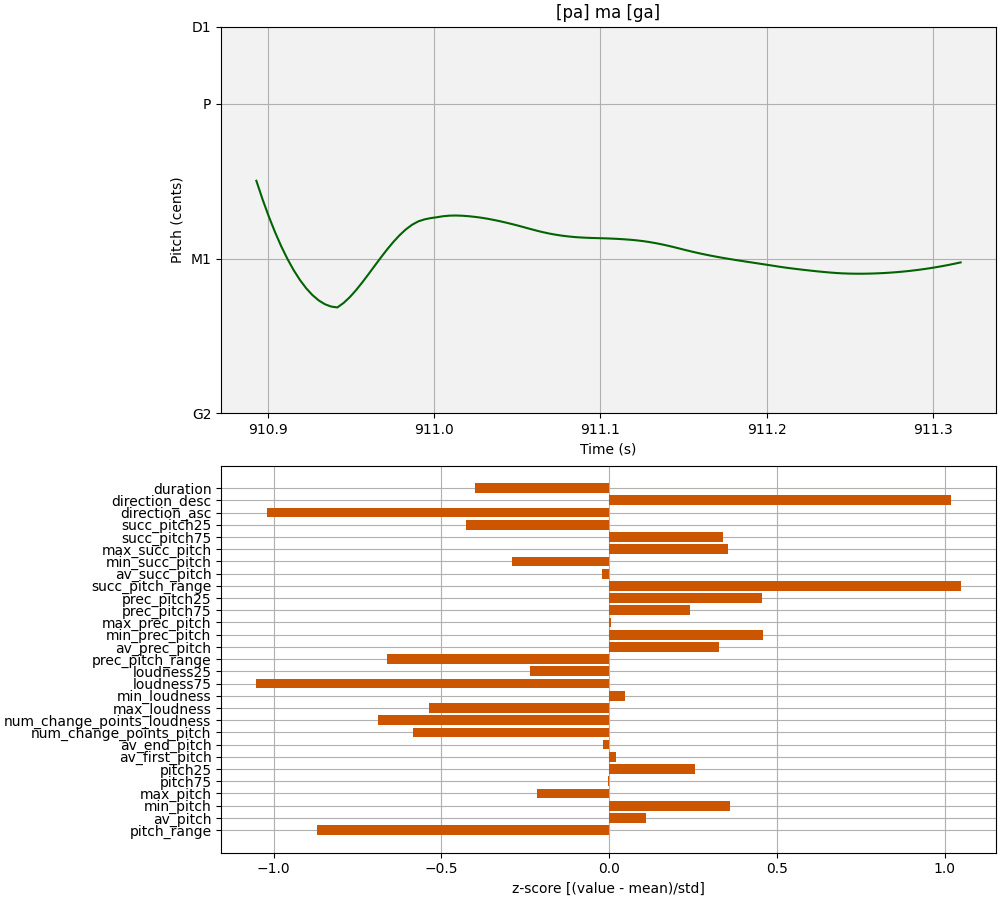 [pa] ma [ga]
D1
P
M1
G2
Pitch (cents)
910.9 911.0 911.1 911.2 911.3
Time (s)
duration
direction_desc
direction_asc
succ_pitch25
succ_pitch75
max_succ_pitch
min_succ_pitch
av_succ_pitch
succ_pitch_range
prec_pitch25
prec_pitch75
max_prec_pitch
min_prec_pitch
av_prec_pitch
prec_pitch_range
loudness25
loudness75
min_loudness
max_loudness
num_change_points_loudness
num_change_points_pitch
av_end_pitch
av_first_pitch
pitch25
pitch75
max_pitch
min_pitch
av_pitch
pitch_range
−1.0 −0.5 0.0 0.5 1.0
z-score [(value - mean)/std]